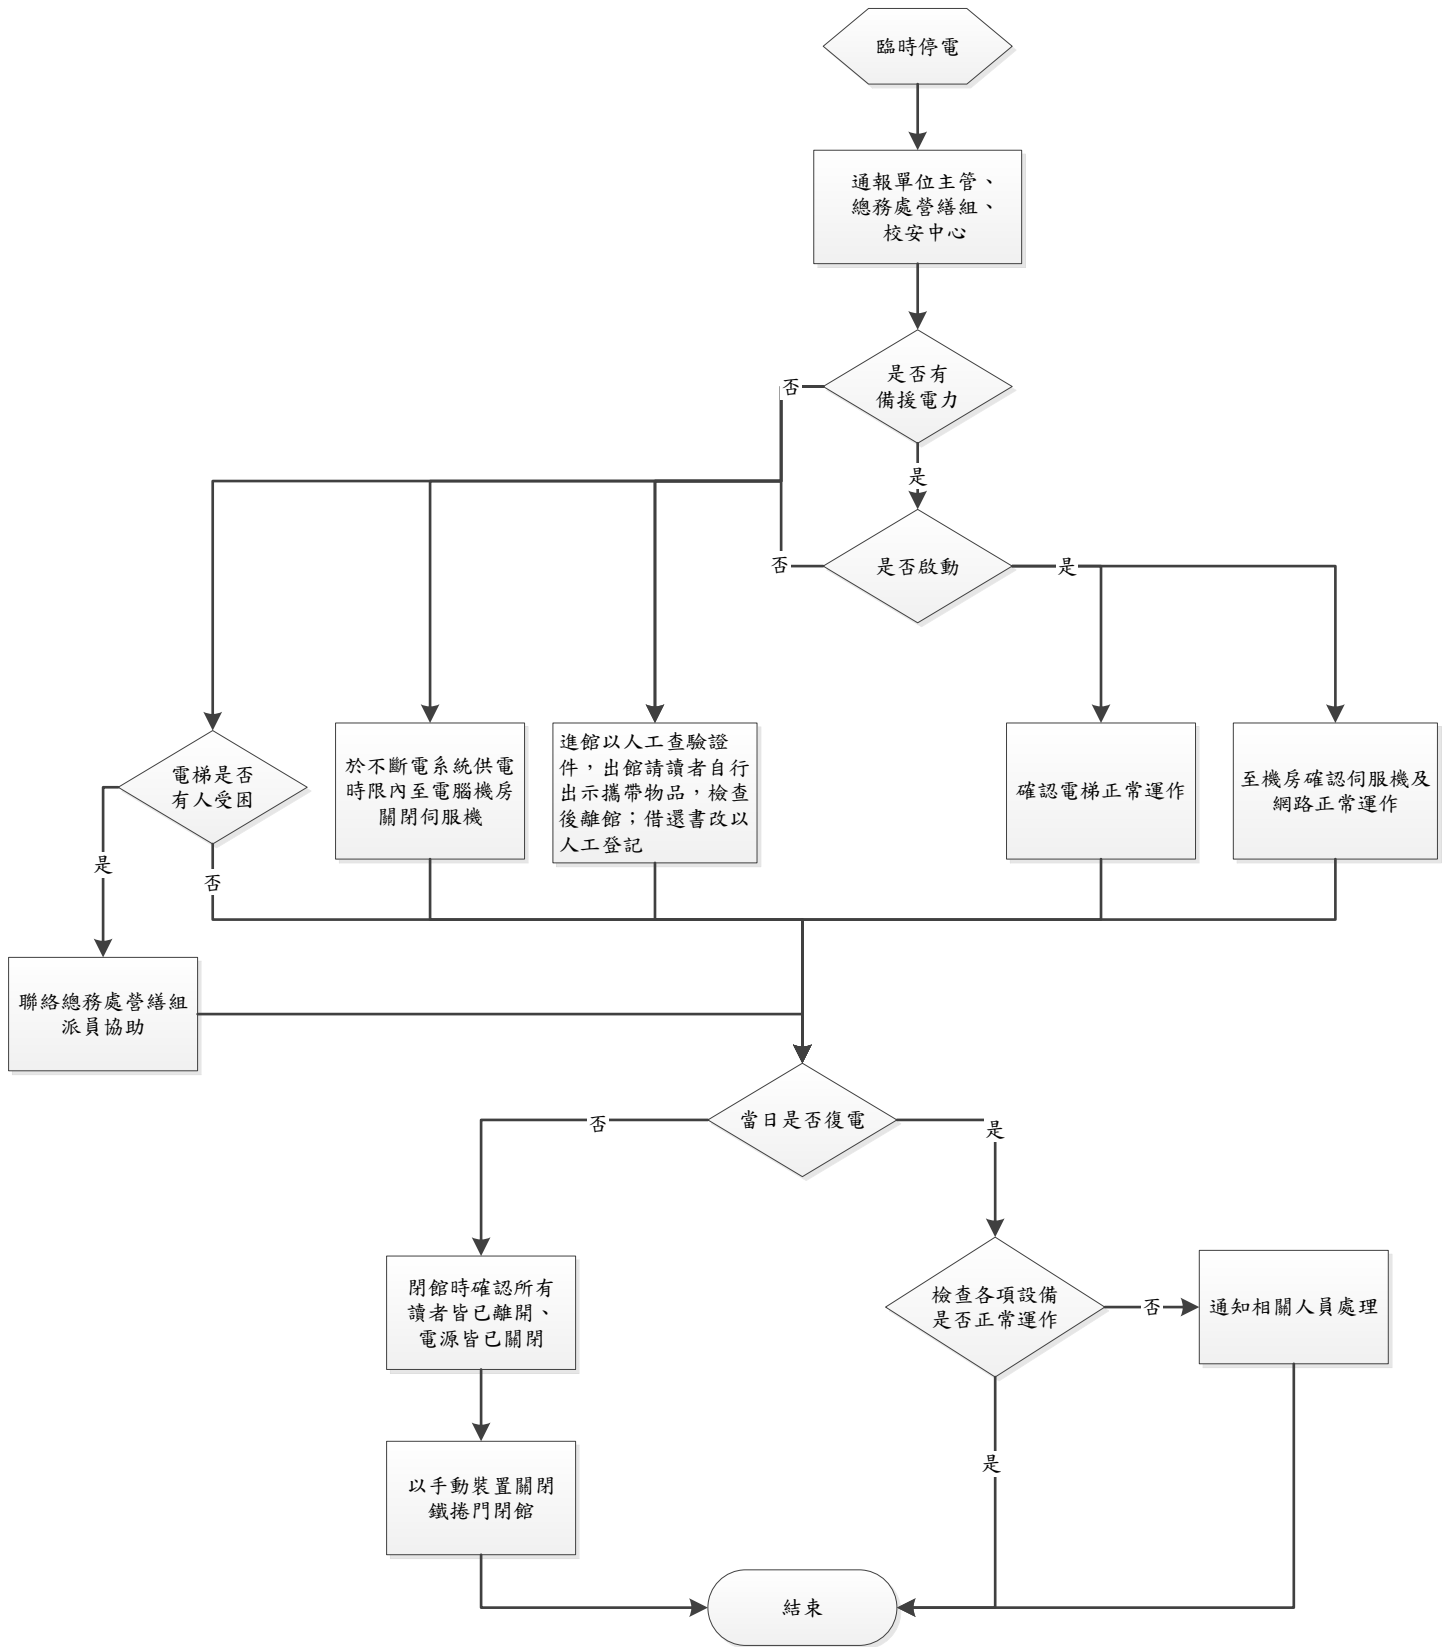 臨時停電
通報單位主管、
總務處營繕組、
校安中心
是否有
備援電力
否
是
是否啟動
否
是
電梯是否
有人受困
於不斷電系統供電
時限內至電腦機房
關閉伺服機
進館以人工查驗證
件，出館請讀者自行
出示攜帶物品，檢查
後離館；借還書改以
人工登記
確認電梯正常運作
至機房確認伺服機及
網路正常運作
是
否
聯絡總務處營繕組
派員協助
當日是否復電
否
是
閉館時確認所有
讀者皆已離開、
電源皆已關閉
檢查各項設備
是否正常運作
否
通知相關人員處理
是
以手動裝置關閉
鐵捲門閉館
結束